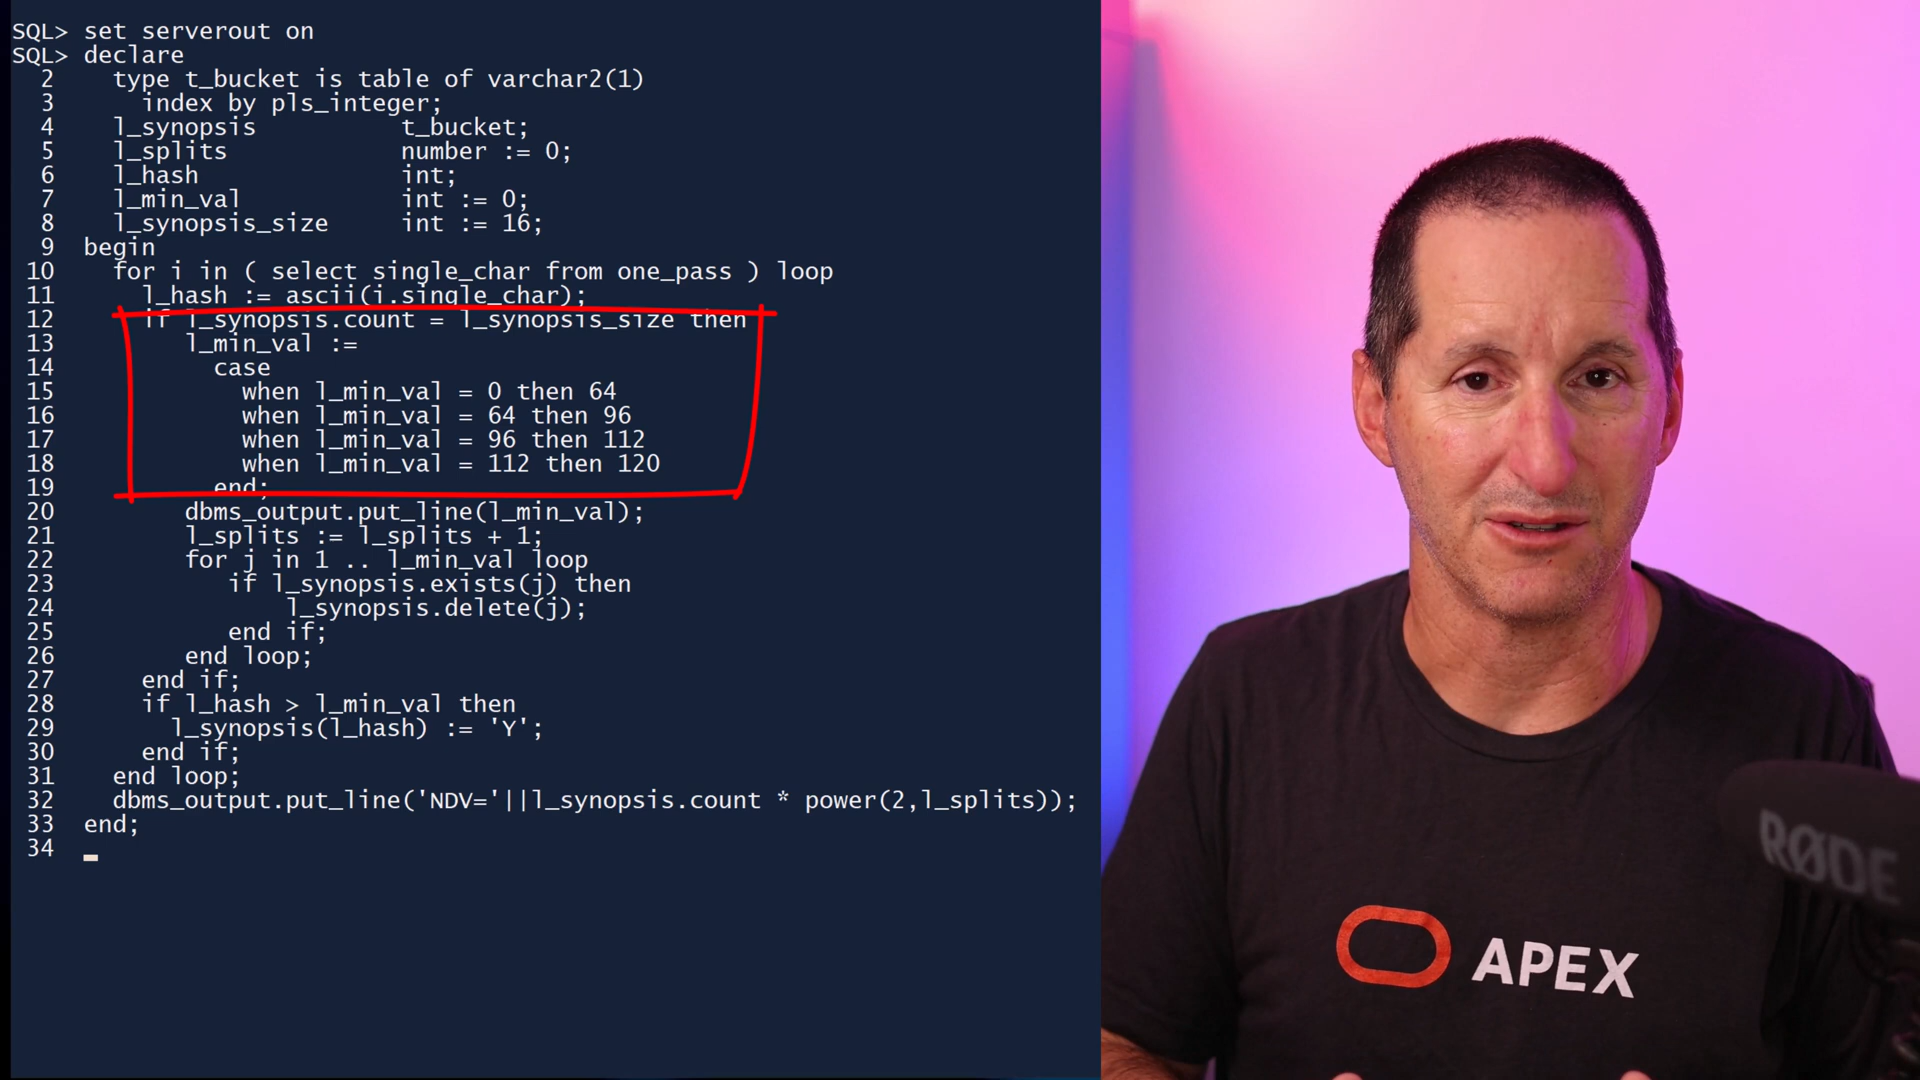 SQL> set serverout on
SQL> declare
  2    type t_bucket is table of varchar2(1)
  3      index by pls_integer;
  4    l_synopsis          t_bucket;
  5    l_splits            number := 0;
  6    l_hash              int;
  7    l_min_val           int := 0;
  8    l_synopsis_size     int := 16;
  9  begin
 10    for i in ( select single_char from one_pass ) loop
 11      l_hash := ascii(i.single_char);
 12      if l_synopsis.count = l_synopsis_size then
 13         l_min_val :=
 14           case
 15             when l_min_val = 0 then 64
 16             when l_min_val = 64 then 96
 17             when l_min_val = 96 then 112
 18             when l_min_val = 112 then 120
 19           end;
 20         dbms_output.put_line(l_min_val);
 21         l_splits := l_splits + 1;
 22         for j in 1 .. l_min_val loop
 23            if l_synopsis.exists(j) then
 24                l_synopsis.delete(j);
 25            end if;
 26         end loop;
 27      end if;
 28      if l_hash > l_min_val then
 29        l_synopsis(l_hash) := 'Y';
 30      end if;
 31    end loop;
 32    dbms_output.put_line('NDV='||l_synopsis.count * power(2,l_splits));
 33  end;
 34
RØDE
APEX